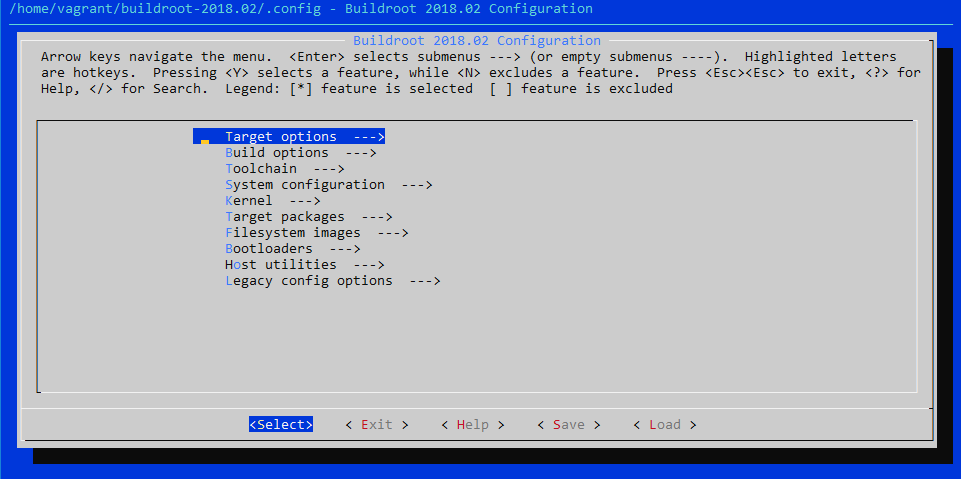 /home/vagrant/buildroot-2018.02/.config - Buildroot 2018.02 Configuration
Buildroot 2018.02 Configuration
Arrow keys navigate the menu.  <Enter> selects submenus ---> (or empty submenus ----).  Highlighted letters
are hotkeys.  Pressing <Y> selects a feature, while <N> excludes a feature.  Press <Esc><Esc> to exit, <?> for
Help, </> for Search.  Legend: [*] feature is selected  [ ] feature is excluded
Target options  --->
Build options  --->
Toolchain  --->
System configuration  --->
Kernel  --->
Target packages  --->
Filesystem images  --->
Bootloaders  --->
Host utilities  --->
Legacy config options  --->
<Select>    < Exit >    < Help >    < Save >    < Load >